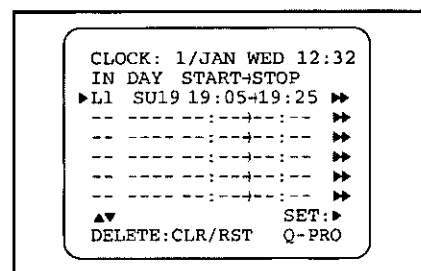 CLOCK: 1/JAN WED 12:32
IN DAY START→STOP
▶L1 SU19 19:05→19:25 ▶▶
-- ---- --:--→--:-- ▶▶
-- ---- --:--→--:-- ▶▶
-- ---- --:--→--:-- ▶▶
-- ---- --:--→--:-- ▶▶
-- ---- --:--→--:-- ▶▶
▲▼ SET:▶
DELETE:CLR/RST Q-PRO